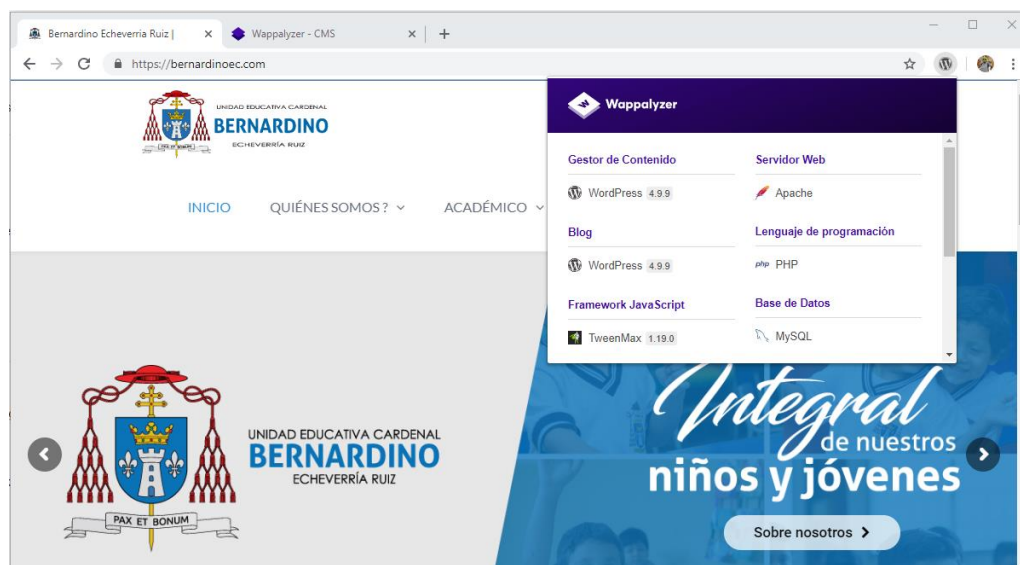 Bernardino Echeverria Ruiz |
Wappalyzer - CMS
https://bernardinoec.com
UNIDAD EDUCATIVA CARDENAL
BERNARDINO
ECHEVERRÍA RUIZ
INICIO QUIÉNES SOMOS ? ACADÉMICO
Wappalyzer
Gestor de Contenido
WordPress 4.9.9
Blog
WordPress 4.9.9
Framework JavaScript
TweenMax 1.19.0
Servidor Web
Apache
Lenguaje de programación
php PHP
Base de Datos
MySQL
UNIDAD EDUCATIVA CARDENAL
BERNARDINO
ECHEVERRÍA RUIZ
PAX ET BONUM
Integral
de nuestros
niños y jóvenes
Sobre nosotros